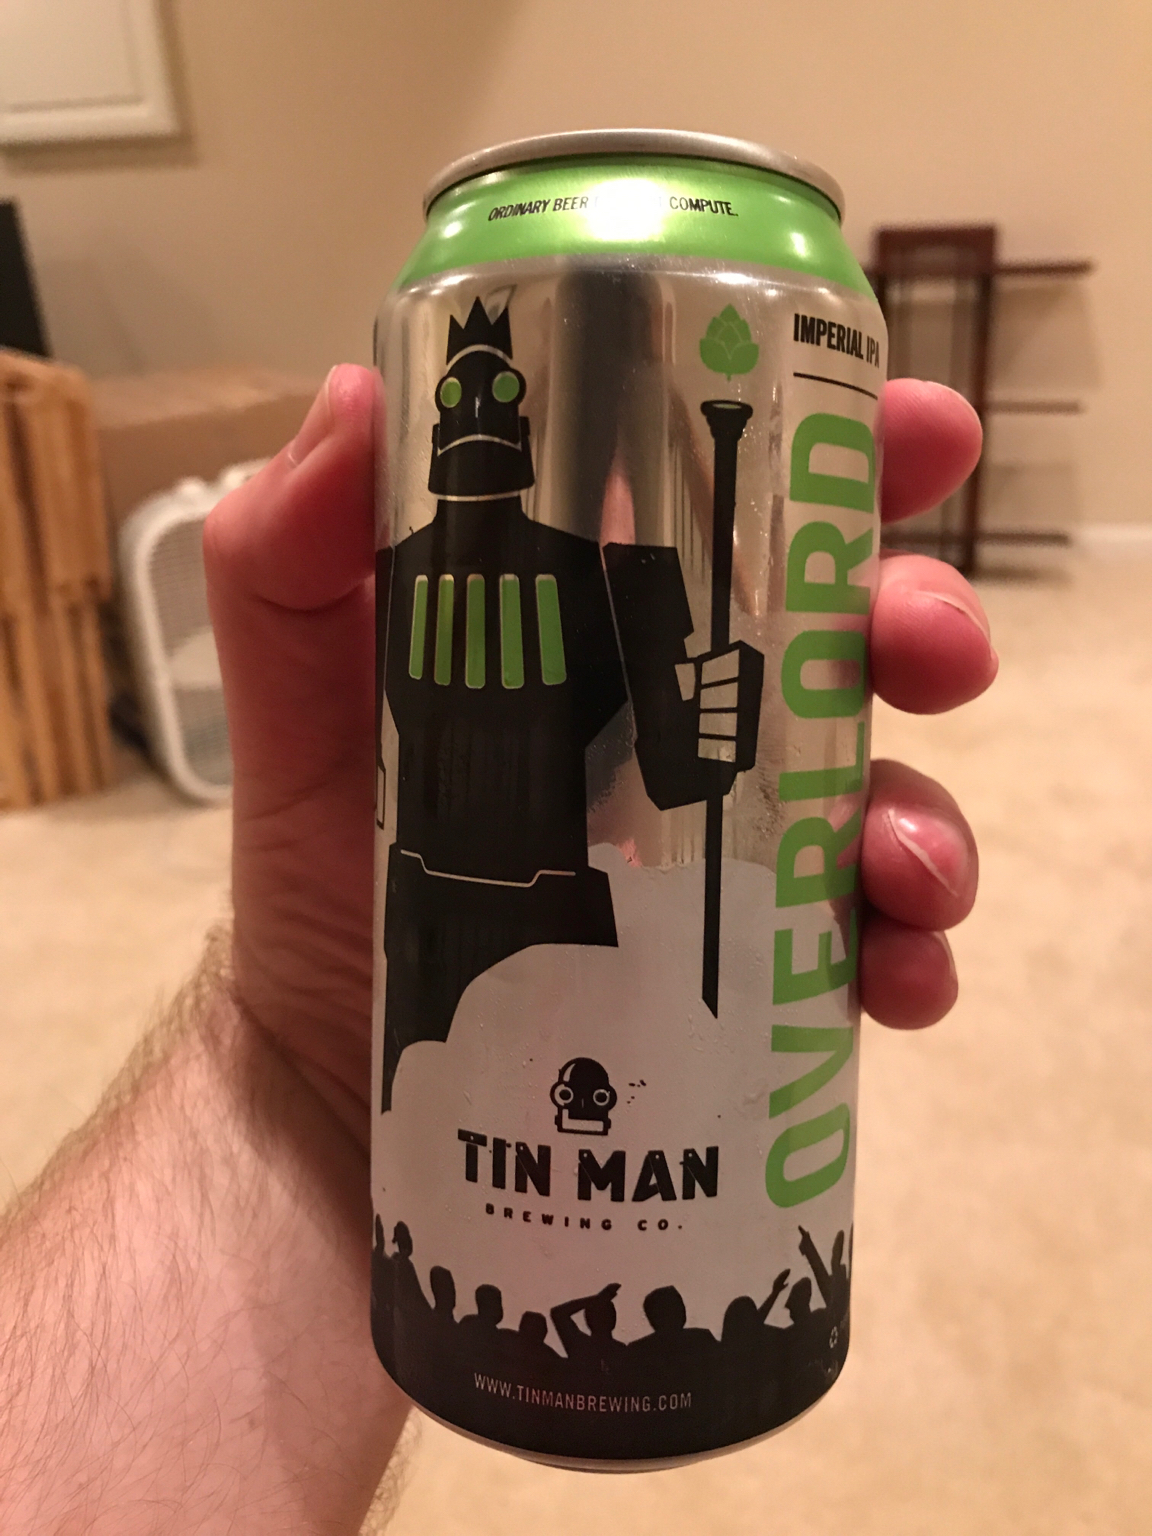 ORDINARY BEER COMPUTE.
IMPERIAL IPA
OVERLORD
TIN MAN
BREWING CO.
WWW.TINMANBREWING.COM